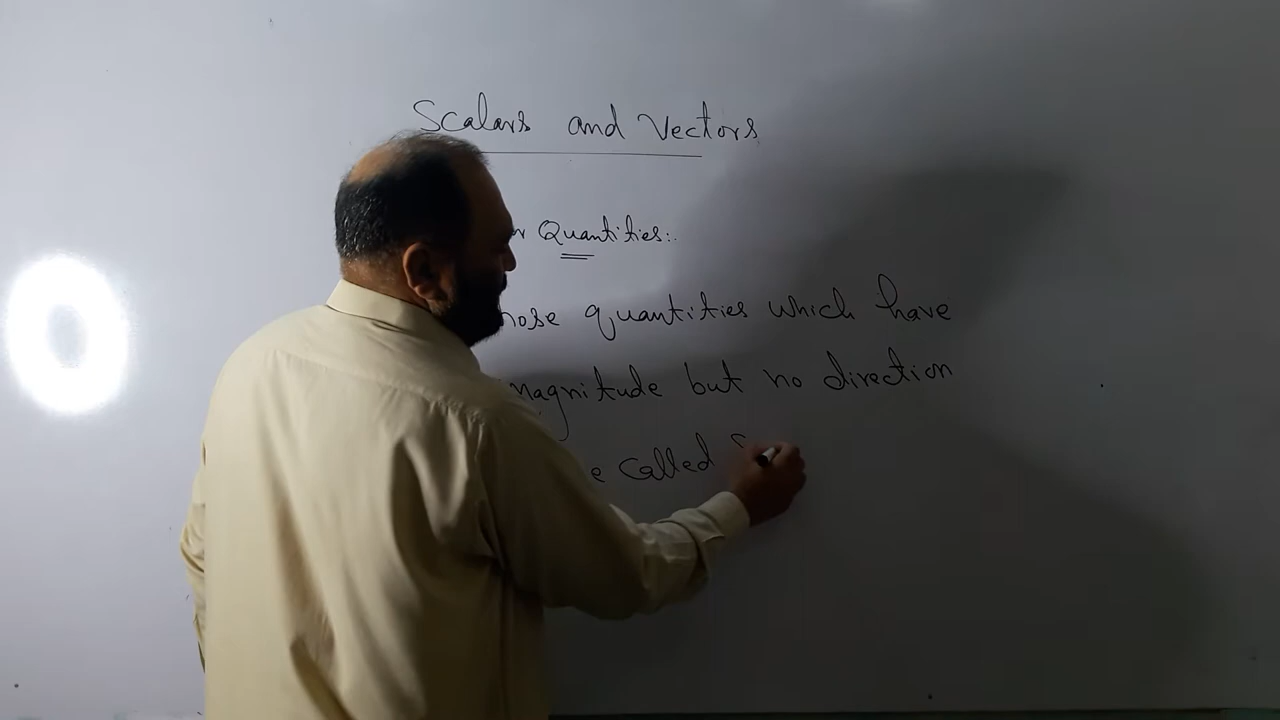 Scalars and Vectors
Quantities:.
quantities which have
magnitude but no direction
called